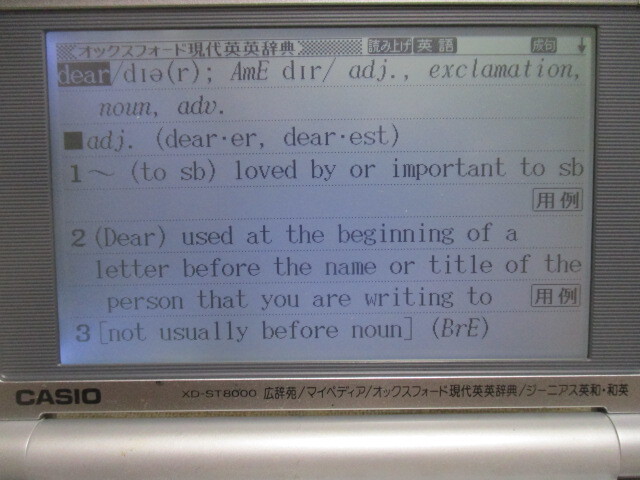 オックスフォード現代英英辞典 読み上げ 英語 成句 ↓
dear/dɪə(r); AmE dɪr/ adj., exclamation,
noun, adv.
■adj. (dear·er, dear·est)
1～ (to sb) loved by or important to sb
用例
2 (Dear) used at the beginning of a
letter before the name or title of the
person that you are writing to 用例
3 [not usually before noun] (BrE)
CASIO XD-ST8000 広辞苑/マイペディア/オックスフォード現代英英辞典/ジーニアス英和・和英